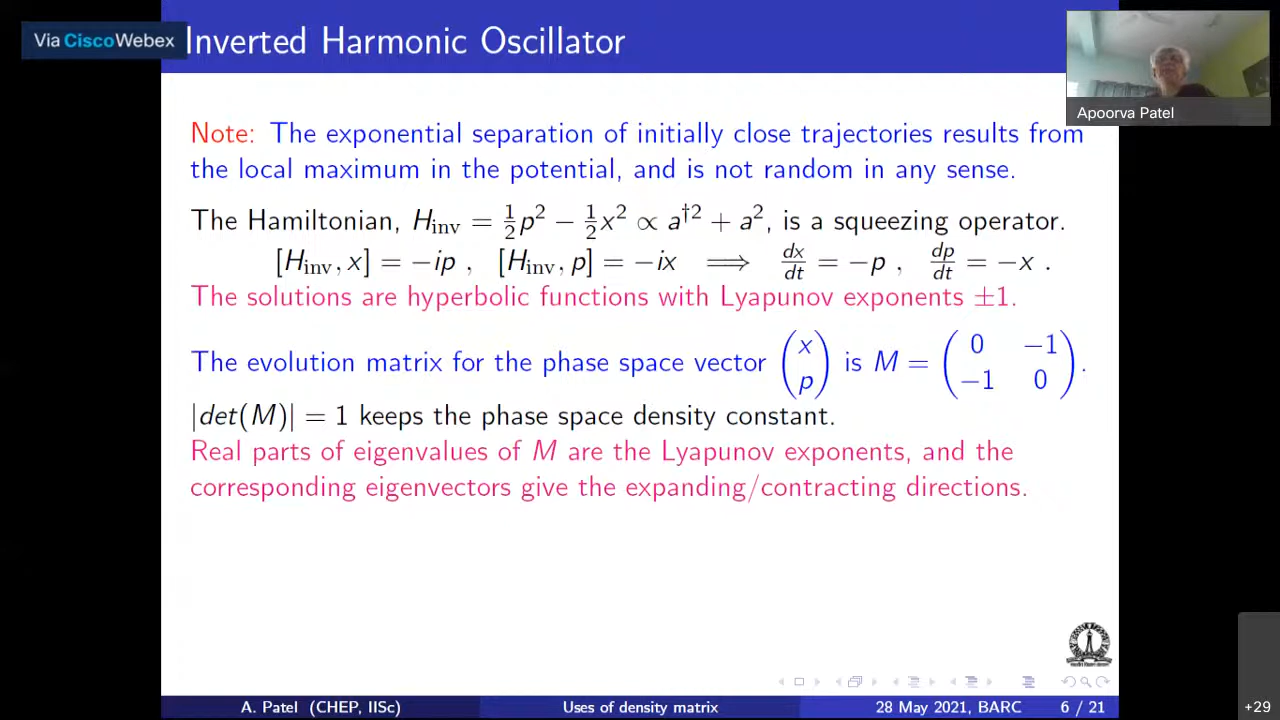 Via CiscoWebex
Inverted Harmonic Oscillator
Apoorva Patel
Note: The exponential separation of initially close trajectories results from
the local maximum in the potential, and is not random in any sense.
The Hamiltonian, H_inv = ½p² − ½x² ∝ a†² + a², is a squeezing operator.
[H_inv, x] = −ip , [H_inv, p] = −ix ⟹ dx/dt = −p , dp/dt = −x .
The solutions are hyperbolic functions with Lyapunov exponents ±1.
The evolution matrix for the phase space vector (x p) is M = (0 −1 −1 0).
|det(M)| = 1 keeps the phase space density constant.
Real parts of eigenvalues of M are the Lyapunov exponents, and the
corresponding eigenvectors give the expanding/contracting directions.
A. Patel (CHEP, IISc) Uses of density matrix 28 May 2021, BARC 6 / 21
+29